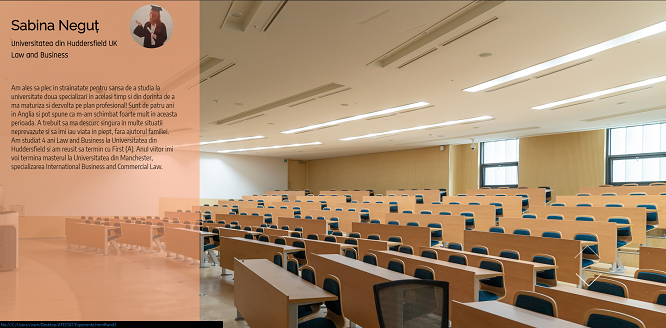 Sabina Neguț
Universitatea din Huddersfield UK
Law and Business
Am ales sa plec in strainatate pentru sansa de a studia la
universitate doua specializari in acelasi timp si din dorinta de a
ma maturiza si dezvolta pe plan profesional! Sunt de patru ani
in Anglia si pot spune ca m-am schimbat foarte mult in aceasta
perioada. A trebuit sa ma descurc singura in multe situatii
neprevazute si sa imi iau viata in piept, fara ajutorul familiei.
Am studiat 4 ani Law and Business la Universitatea din
Huddersfield si am reusit sa termin cu First (A). Anul viitor imi
voi termina masterul la Universitatea din Manchester,
specializarea International Business and Commercial Law.